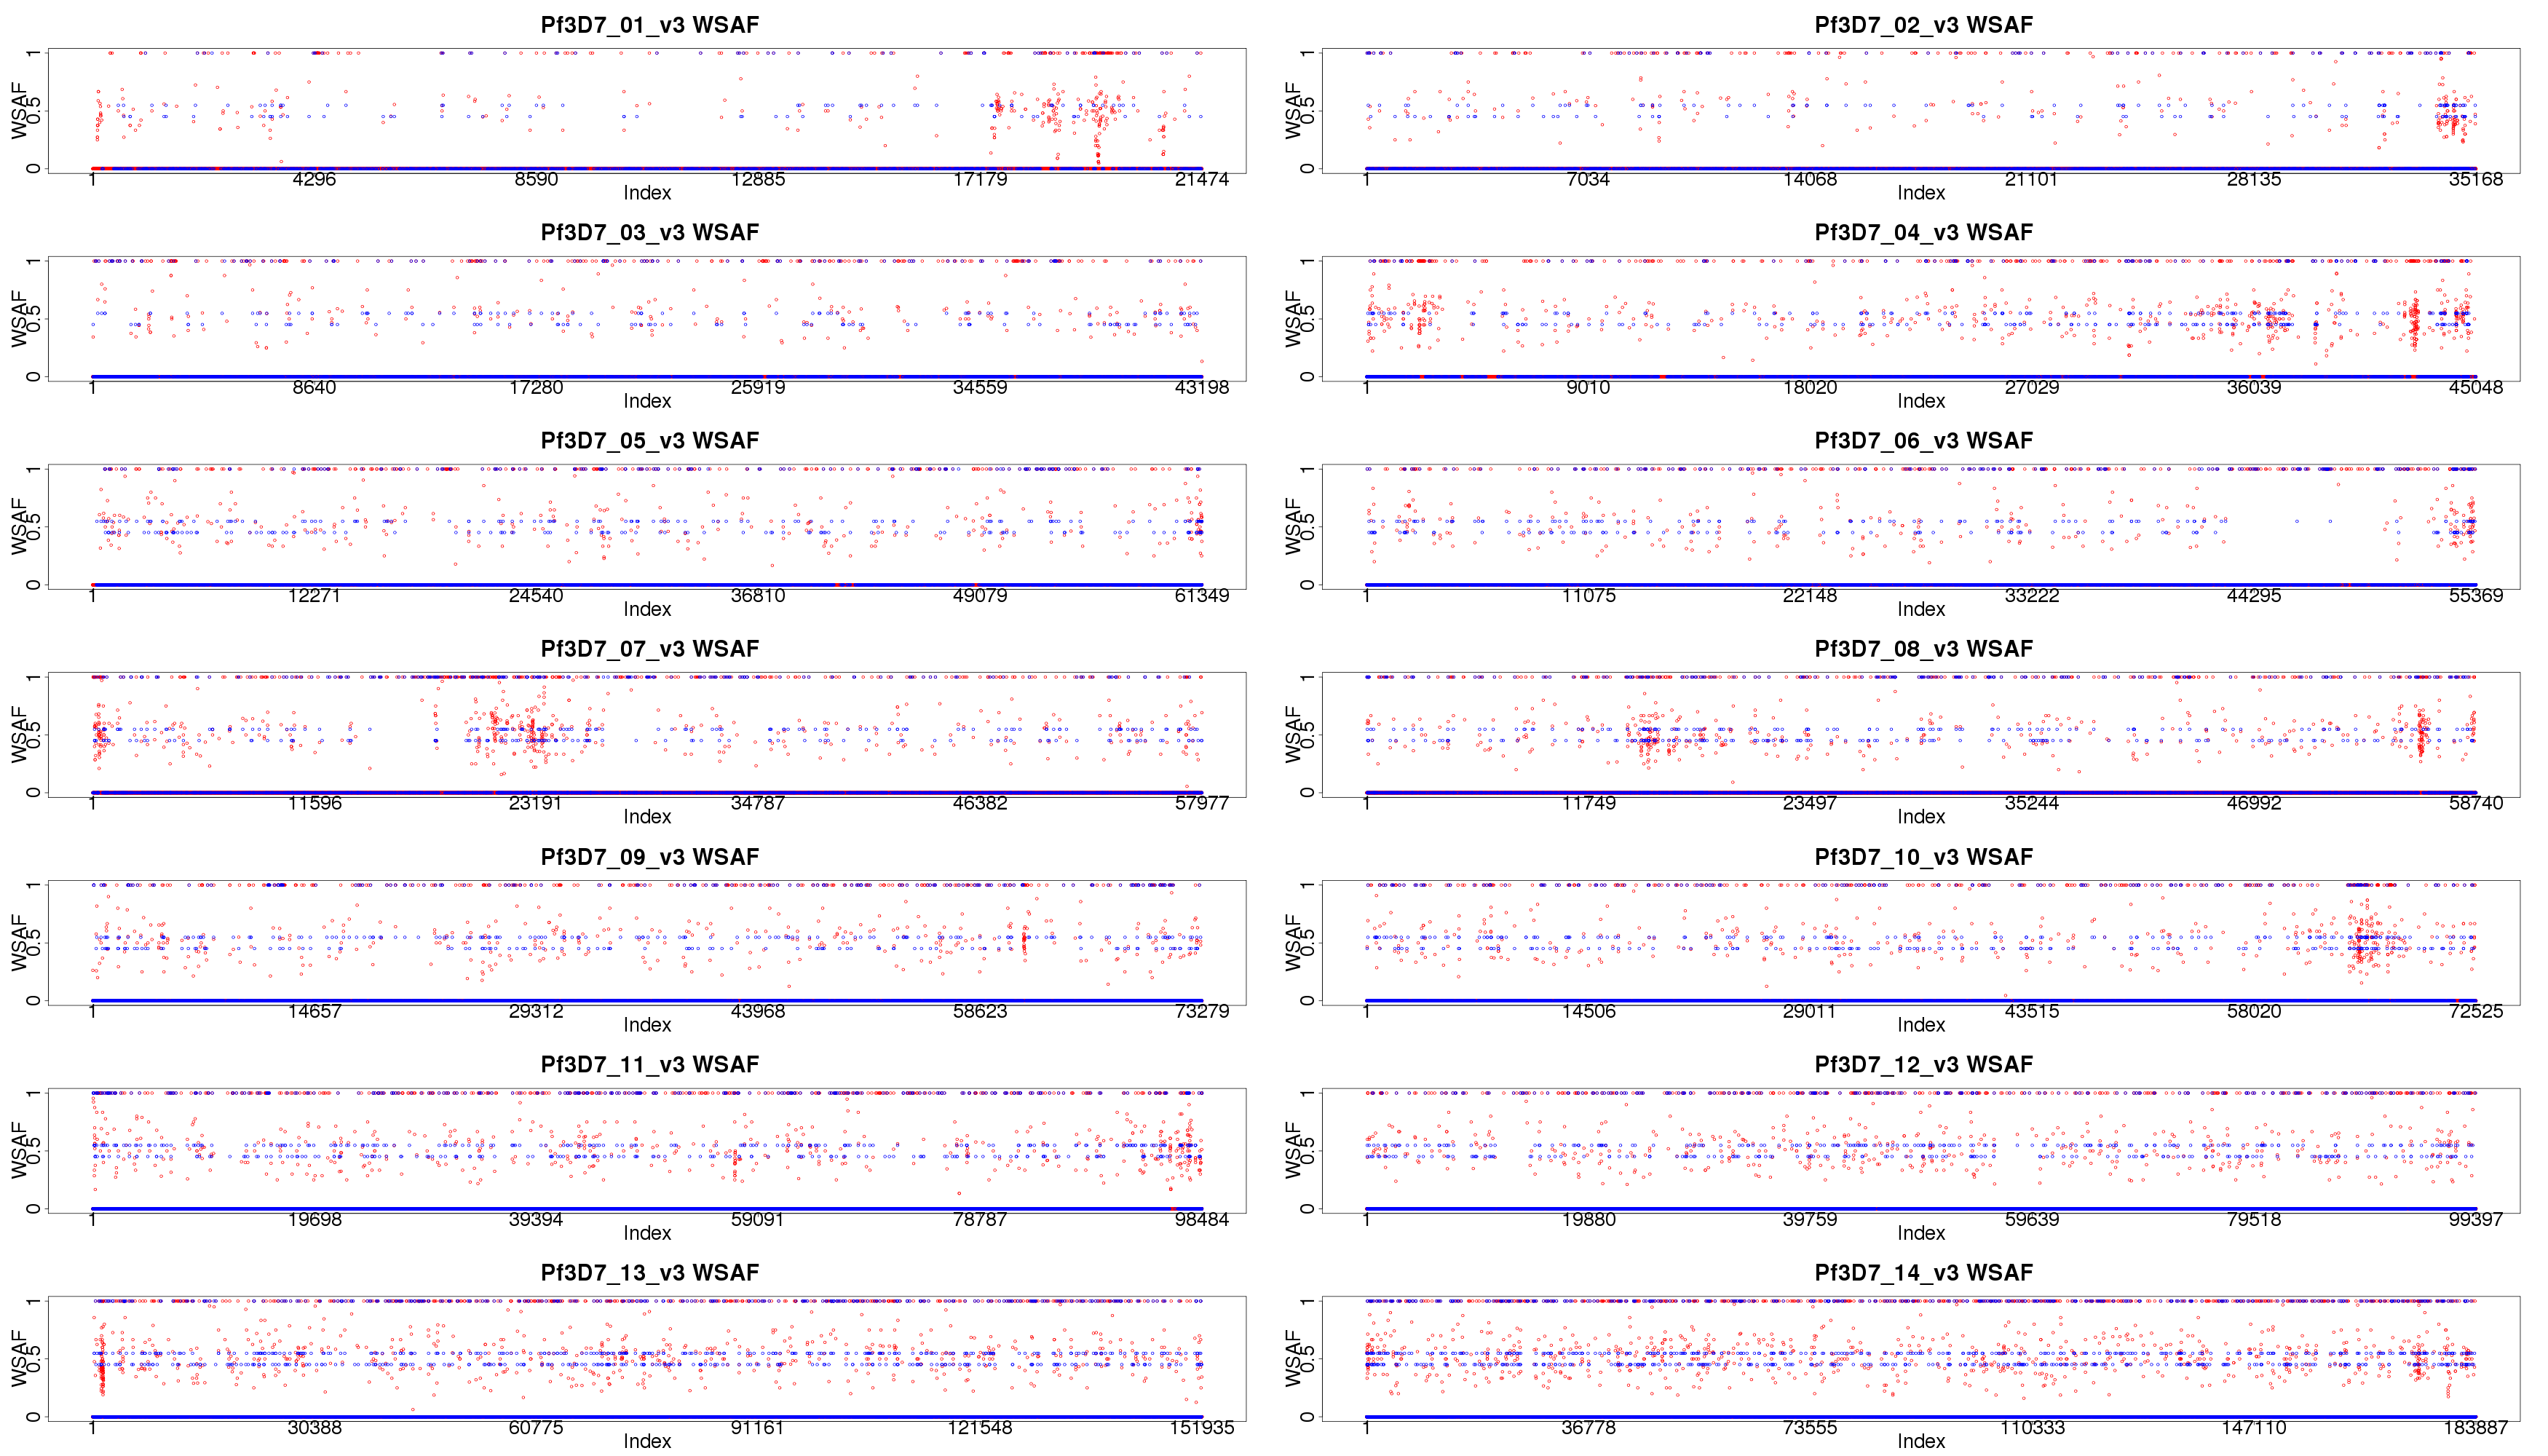 Pf3D7_01_v3 WSAF
WSAF
0 0.5 1
1 4296 8590 12885 17179 21474
Index
Pf3D7_02_v3 WSAF
WSAF
0 0.5 1
1 7034 14068 21101 28135 35168
Index
Pf3D7_03_v3 WSAF
WSAF
0 0.5 1
1 8640 17280 25919 34559 43198
Index
Pf3D7_04_v3 WSAF
WSAF
0 0.5 1
1 9010 18020 27029 36039 45048
Index
Pf3D7_05_v3 WSAF
WSAF
0 0.5 1
1 12271 24540 36810 49079 61349
Index
Pf3D7_06_v3 WSAF
WSAF
0 0.5 1
1 11075 22148 33222 44295 55369
Index
Pf3D7_07_v3 WSAF
WSAF
0 0.5 1
1 11596 23191 34787 46382 57977
Index
Pf3D7_08_v3 WSAF
WSAF
0 0.5 1
1 11749 23497 35244 46992 58740
Index
Pf3D7_09_v3 WSAF
WSAF
0 0.5 1
1 14657 29312 43968 58623 73279
Index
Pf3D7_10_v3 WSAF
WSAF
0 0.5 1
1 14506 29011 43515 58020 72525
Index
Pf3D7_11_v3 WSAF
WSAF
0 0.5 1
1 19698 39394 59091 78787 98484
Index
Pf3D7_12_v3 WSAF
WSAF
0 0.5 1
1 19880 39759 59639 79518 99397
Index
Pf3D7_13_v3 WSAF
WSAF
0 0.5 1
1 30388 60775 91161 121548 151935
Index
Pf3D7_14_v3 WSAF
WSAF
0 0.5 1
1 36778 73555 110333 147110 183887
Index